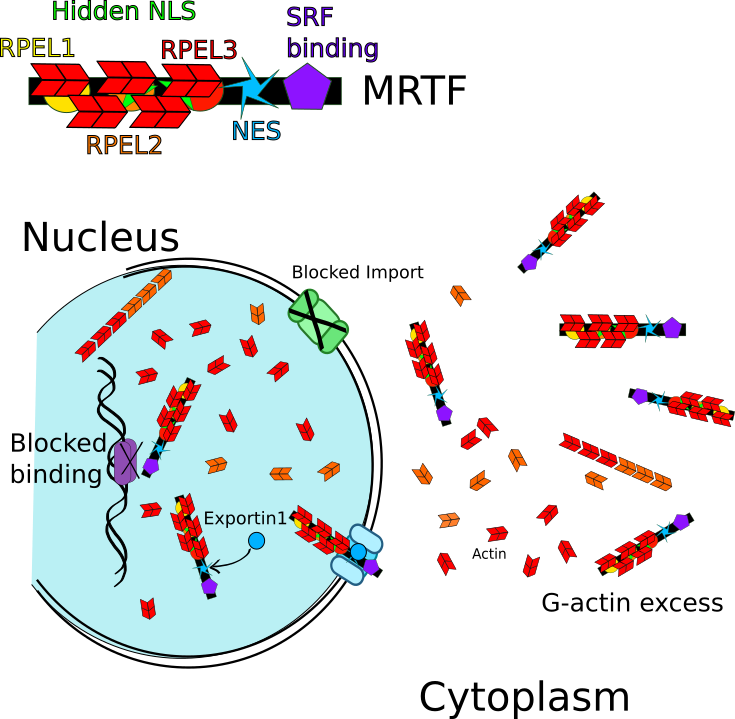 Hidden NLS
SRF
binding
RPEL1
RPEL3
MRTF
NES
RPEL2
Nucleus
Blocked Import
Blocked
binding
Exportin1
Actin
G-actin excess
Cytoplasm